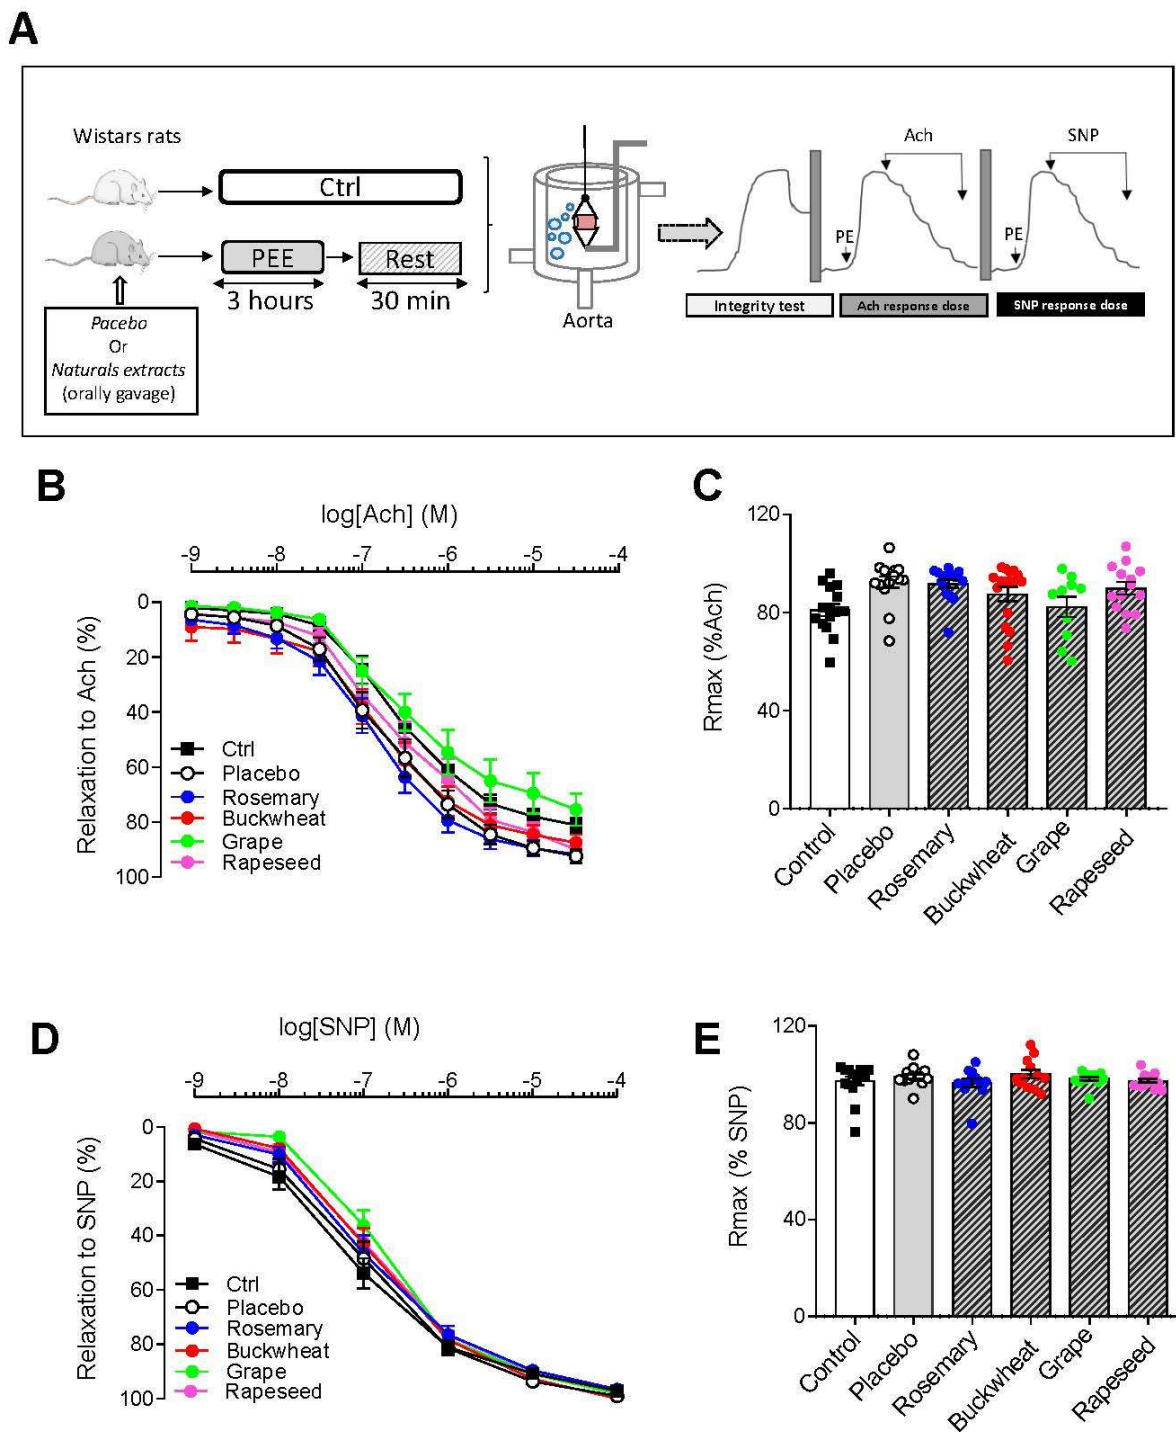 A
Wistars rats
Ctrl
PEE
Rest
3 hours
30 min
Pacebo
Or
Naturals extracts
(orally gavage)
Aorta
Ach
SNP
PE
PE
Integrity test
Ach response dose
SNP response dose
B
log[Ach] (M)
-9 -8 -7 -6 -5 -4
Relaxation to Ach (%)
0
20
40
60
80
100
Ctrl
Placebo
Rosemary
Buckwheat
Grape
Rapeseed
C
Rmax (%Ach)
120
80
40
0
Control
Placebo
Rosemary
Buckwheat
Grape
Rapeseed
D
log[SNP] (M)
-9 -8 -7 -6 -5 -4
Relaxation to SNP (%)
0
20
40
60
80
100
Ctrl
Placebo
Rosemary
Buckwheat
Grape
Rapeseed
E
Rmax (% SNP)
120
80
40
0
Control
Placebo
Rosemary
Buckwheat
Grape
Rapeseed